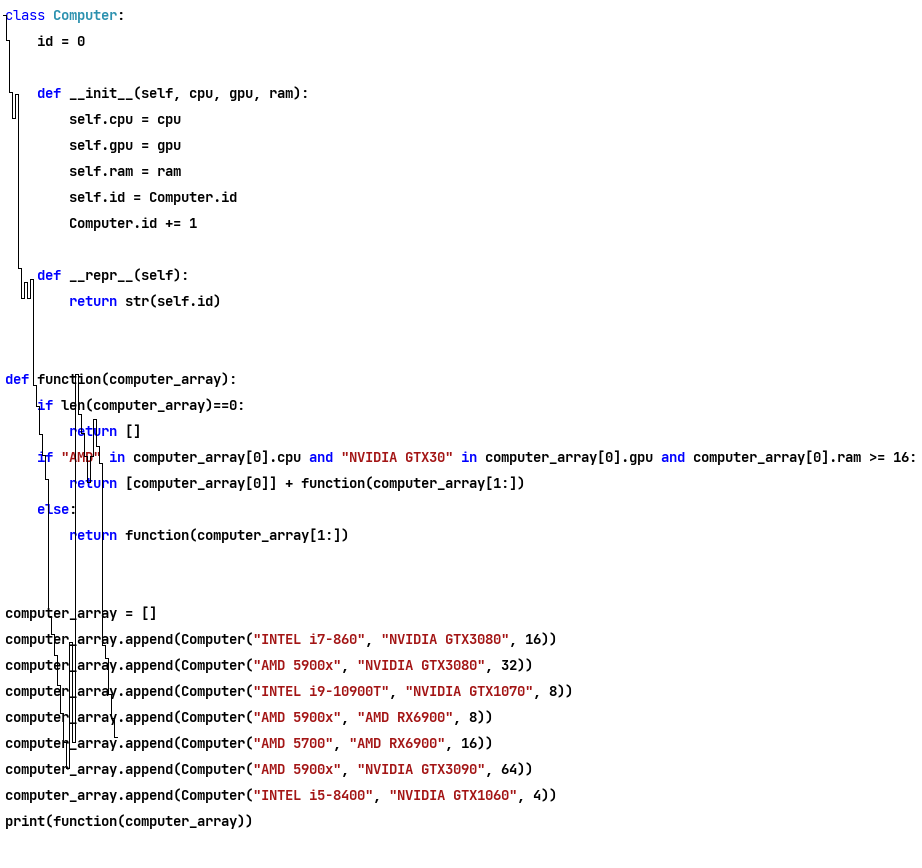 class Computer:
    id = 0
    def __init__(self, cpu, gpu, ram):
        self.cpu = cpu
        self.gpu = gpu
        self.ram = ram
        self.id = Computer.id
        Computer.id += 1
    def __repr__(self):
        return str(self.id)
def function(computer_array):
    if len(computer_array)==0:
        return []
    if "AMD" in computer_array[0].cpu and "NVIDIA GTX30" in computer_array[0].gpu and computer_array[0].ram >= 16:
        return [computer_array[0]] + function(computer_array[1:])
    else:
        return function(computer_array[1:])
computer_array = []
computer_array.append(Computer("INTEL i7-860", "NVIDIA GTX3080", 16))
computer_array.append(Computer("AMD 5900x", "NVIDIA GTX3080", 32))
computer_array.append(Computer("INTEL i9-10900T", "NVIDIA GTX1070", 8))
computer_array.append(Computer("AMD 5900x", "AMD RX6900", 8))
computer_array.append(Computer("AMD 5700", "AMD RX6900", 16))
computer_array.append(Computer("AMD 5900x", "NVIDIA GTX3090", 64))
computer_array.append(Computer("INTEL i5-8400", "NVIDIA GTX1060", 4))
print(function(computer_array))